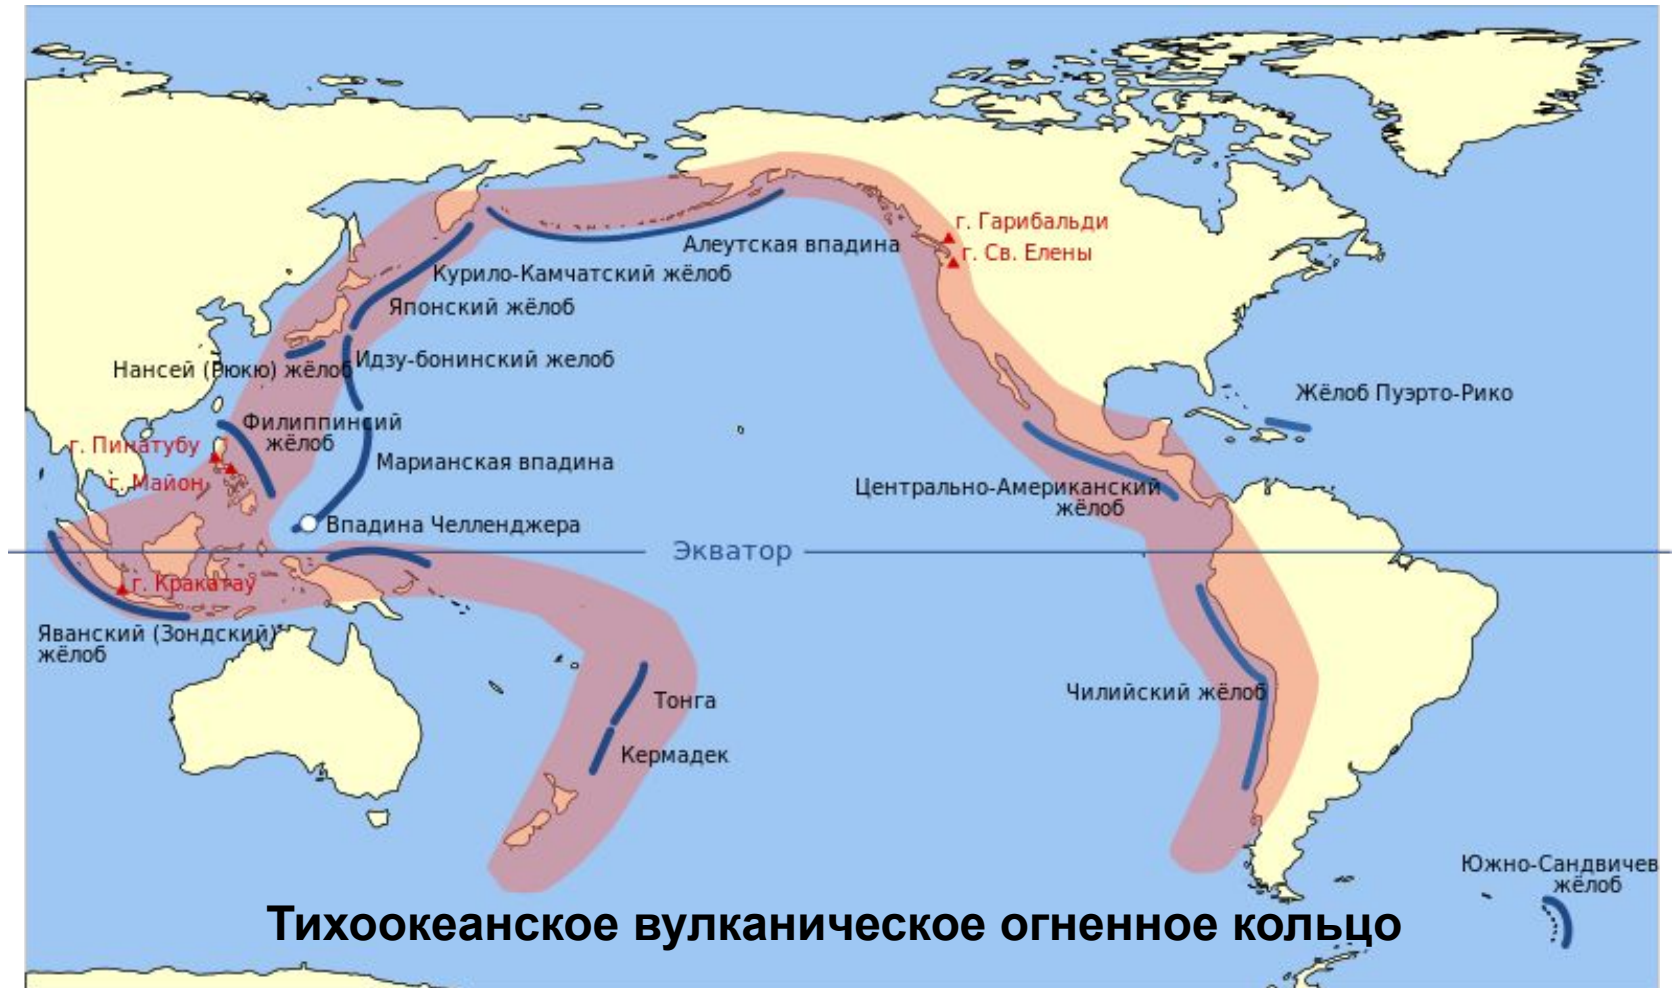 г. Гарибальди
г. Св. Елены
Алеутская впадина
Курило-Камчатский жёлоб
Японский жёлоб
Идзу-бонинский желоб
Нансей (Рюкю) жёлоб
Жёлоб Пуэрто-Рико
Филиппинсий
жёлоб
г. Пинатубу
г. Майон
Марианская впадина
Центрально-Американский
жёлоб
Впадина Челленджера
Экватор
г. Кракатау
Яванский (Зондский)
жёлоб
Тонга
Кермадек
Чилийский жёлоб
Южно-Сандвичев
жёлоб
Тихоокеанское вулканическое огненное кольцо